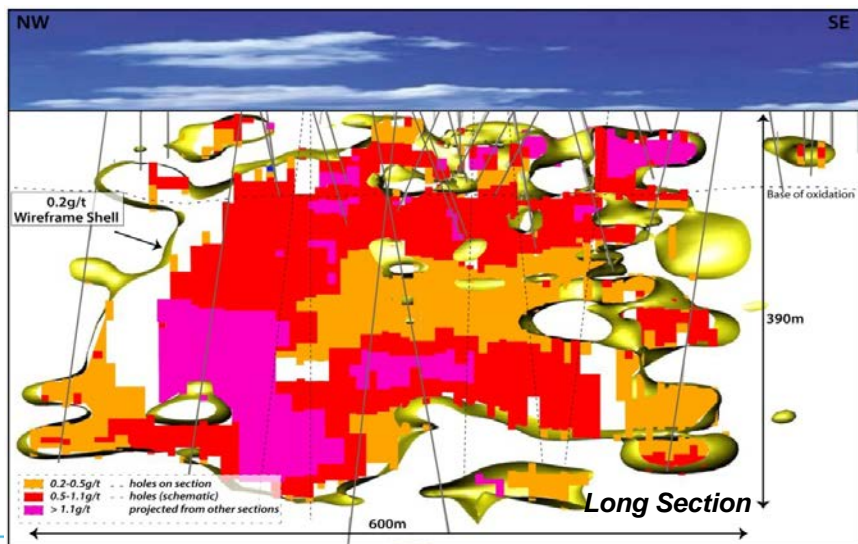 NW
SE
0.2g/t
Wireframe Shell
Base of oxidation
390m
0.2-0.5g/t holes on section
0.5-1.1g/t holes (schematic)
> 1.1g/t projected from other sections
Long Section
600m